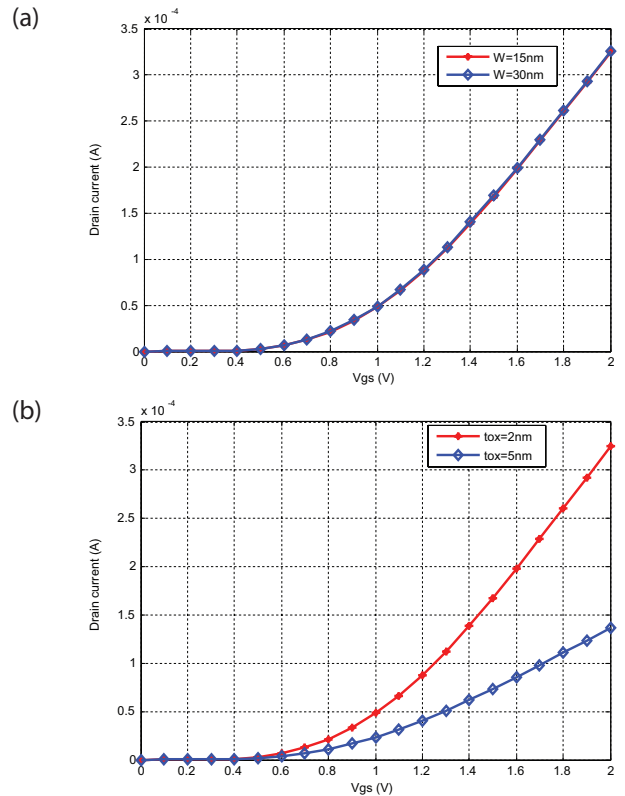 (a)
x 10 -4
3.5
3
2.5
2
1.5
1
0.5
0
Drain current (A)
W=15nm
W=30nm
0 0.2 0.4 0.6 0.8 1 1.2 1.4 1.6 1.8 2
Vgs (V)
(b)
x 10 -4
3.5
3
2.5
2
1.5
1
0.5
0
Drain current (A)
tox=2nm
tox=5nm
0 0.2 0.4 0.6 0.8 1 1.2 1.4 1.6 1.8 2
Vgs (V)